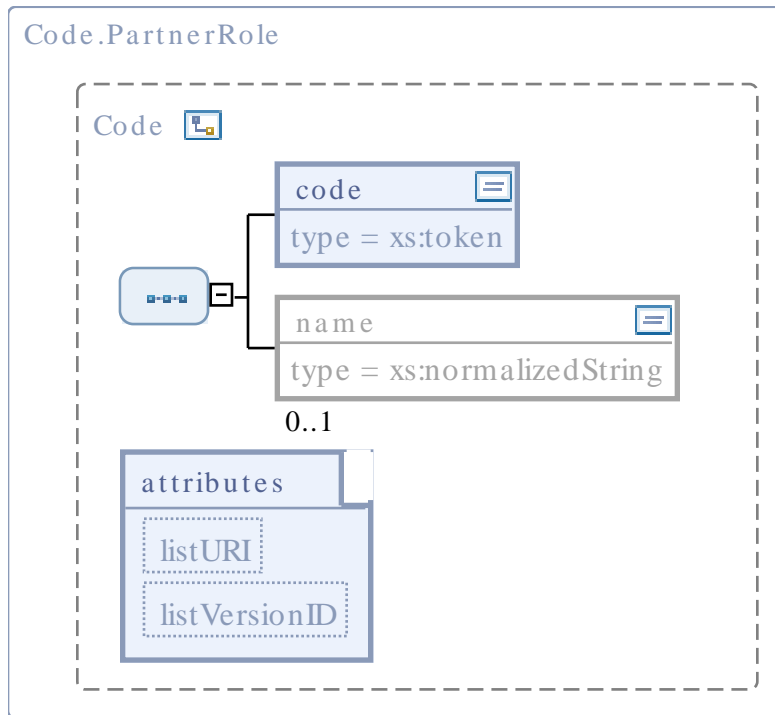 Code.PartnerRole
Code
code
type = xs:token
name
type = xs:normalizedString
0..1
attributes
listURI
listVersionID